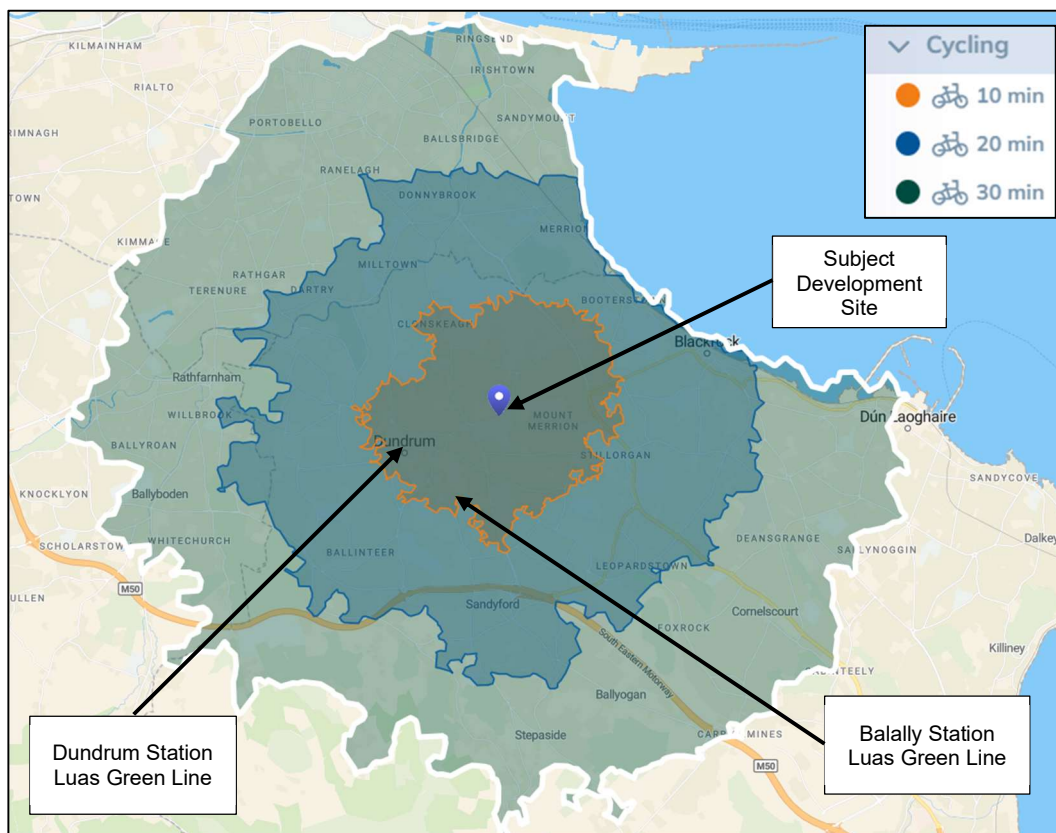 KILMAINHAM
RINGSEND
IRISHTOWN
RIALTO
SANDYMOUNT
PORTOBELLO
BALLSBRIDGE
RANELAGH
DONNYBROOK
TOWN
KIMMAGE
MERRION
MILLTOWN
RATHGAR
TERENURE
DARTRY
BOOTERSTOWN
CLONSKEAGH
Blackrock
Rathfarnham
WILLBROOK
MOUNT
MERRION
Dún Laoghaire
BALLYROAN
Dundrum
STILLORGAN
KNOCKLYON
Ballyboden
SANDYCOVE
SCHOLARSTOWN
WHITECHURCH
BALLINTEER
DEANSGRANGE
SALLYNOGGIN
Dalkey
LEOPARDSTOWN
M50
Sandyford
Cornelscourt
FOXROCK
South Eastern Motorway
Killiney
Ballyogan
Stepaside
M50
Cycling
10 min
20 min
30 min
Subject
Development
Site
Dundrum Station
Luas Green Line
Balally Station
Luas Green Line